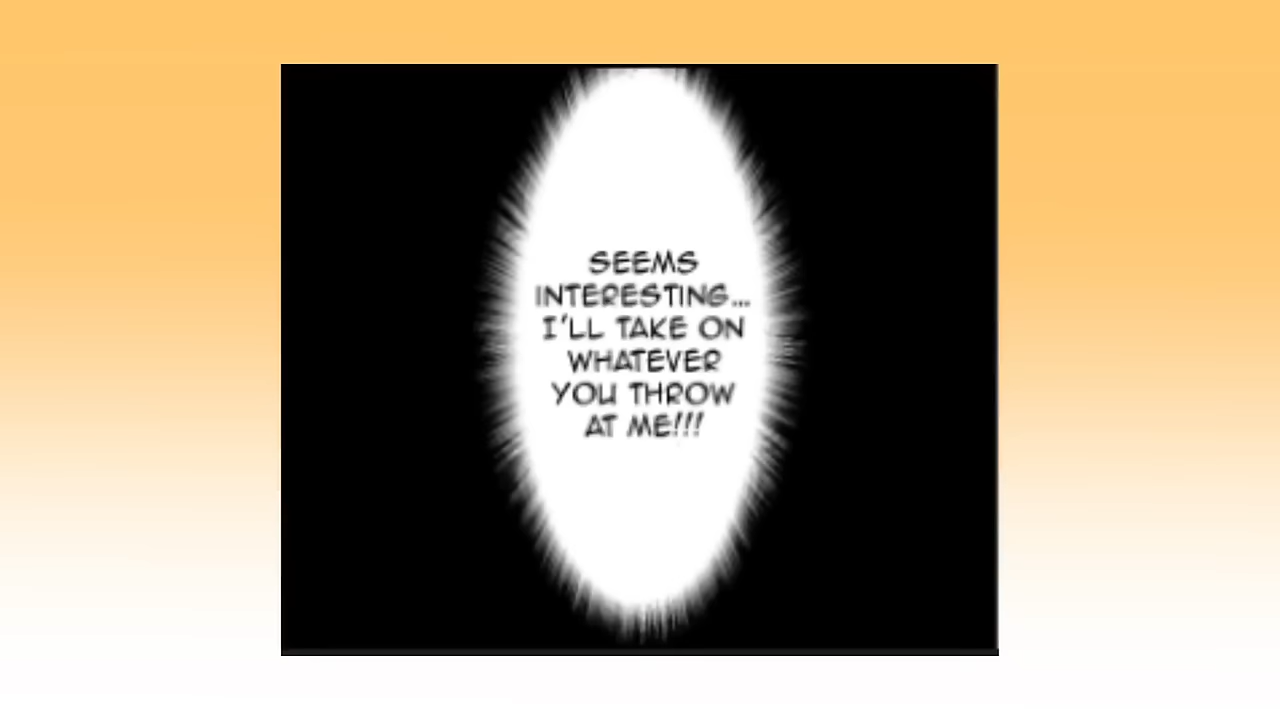 SEEMS
INTERESTING...
I'LL TAKE ON
WHATEVER
YOU THROW
AT ME!!!